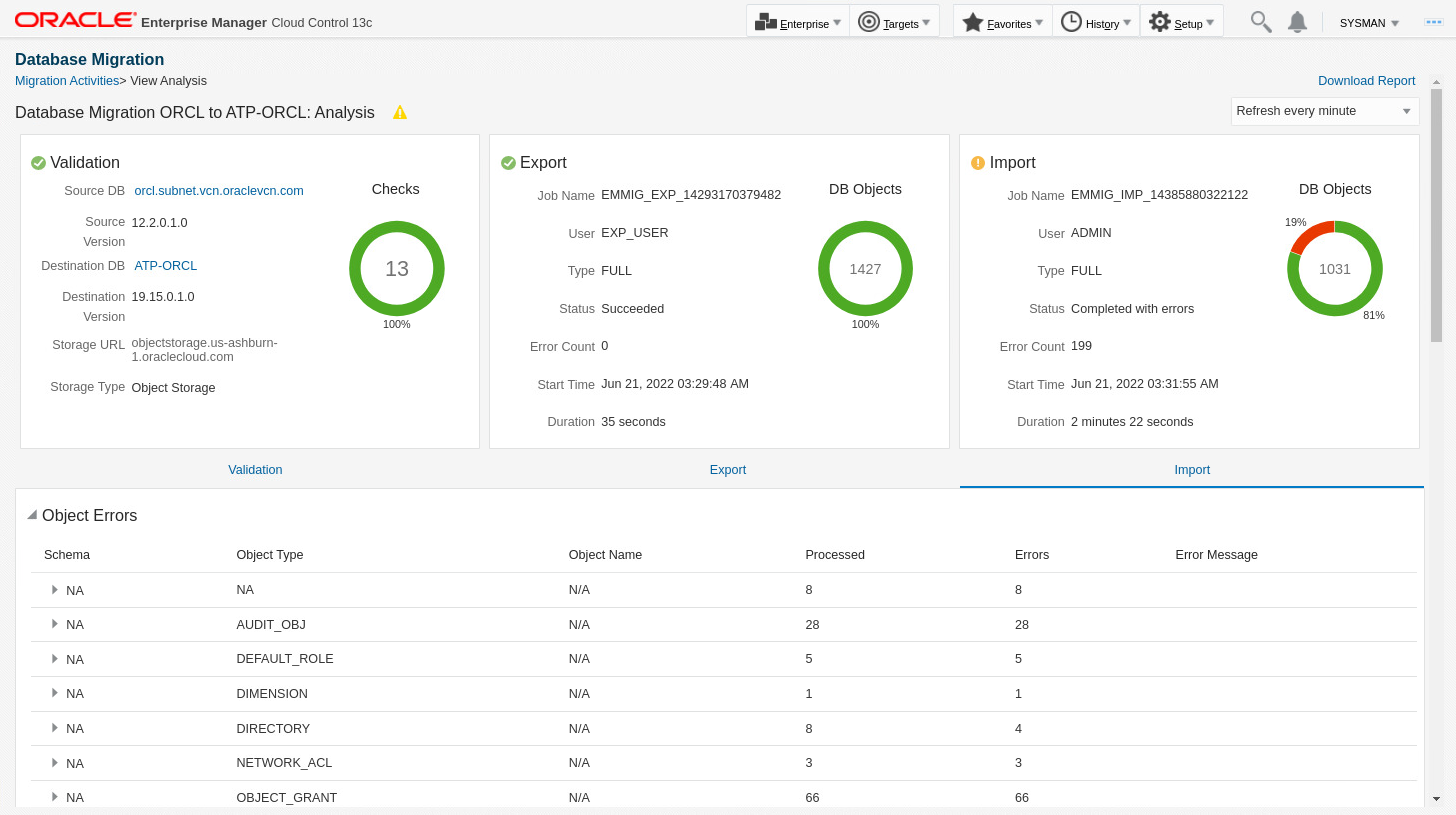 ORACLE Enterprise Manager Cloud Control 13c
Enterprise Targets Favorites History Setup SYSMAN
Database Migration
Migration Activities> View Analysis Download Report
Database Migration ORCL to ATP-ORCL: Analysis Refresh every minute
Validation
Source DB orcl.subnet.vcn.oraclevcn.com
Source Version 12.2.0.1.0
Destination DB ATP-ORCL
Destination Version 19.15.0.1.0
Storage URL objectstorage.us-ashburn-
1.oraclecloud.com
Storage Type Object Storage
Checks
13
100%
Export
Job Name EMMIG_EXP_14293170379482
User EXP_USER
Type FULL
Status Succeeded
Error Count 0
Start Time Jun 21, 2022 03:29:48 AM
Duration 35 seconds
DB Objects
1427
100%
Import
Job Name EMMIG_IMP_14385880322122
User ADMIN
Type FULL
Status Completed with errors
Error Count 199
Start Time Jun 21, 2022 03:31:55 AM
Duration 2 minutes 22 seconds
DB Objects
19%
1031
81%
Validation Export Import
Object Errors
Schema Object Type Object Name Processed Errors Error Message
NA NA N/A 8 8
NA AUDIT_OBJ N/A 28 28
NA DEFAULT_ROLE N/A 5 5
NA DIMENSION N/A 1 1
NA DIRECTORY N/A 8 4
NA NETWORK_ACL N/A 3 3
NA OBJECT_GRANT N/A 66 66